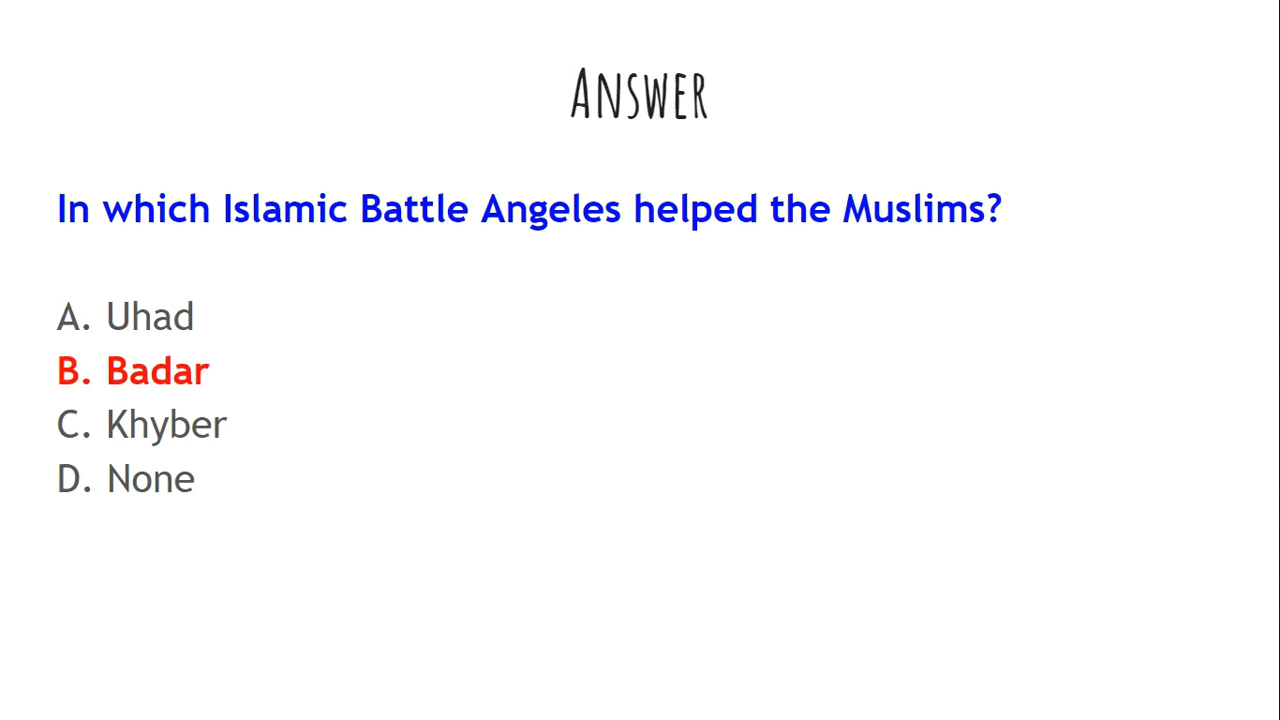 ANSWER
In which Islamic Battle Angeles helped the Muslims?
A. Uhad
B. Badar
C. Khyber
D. None